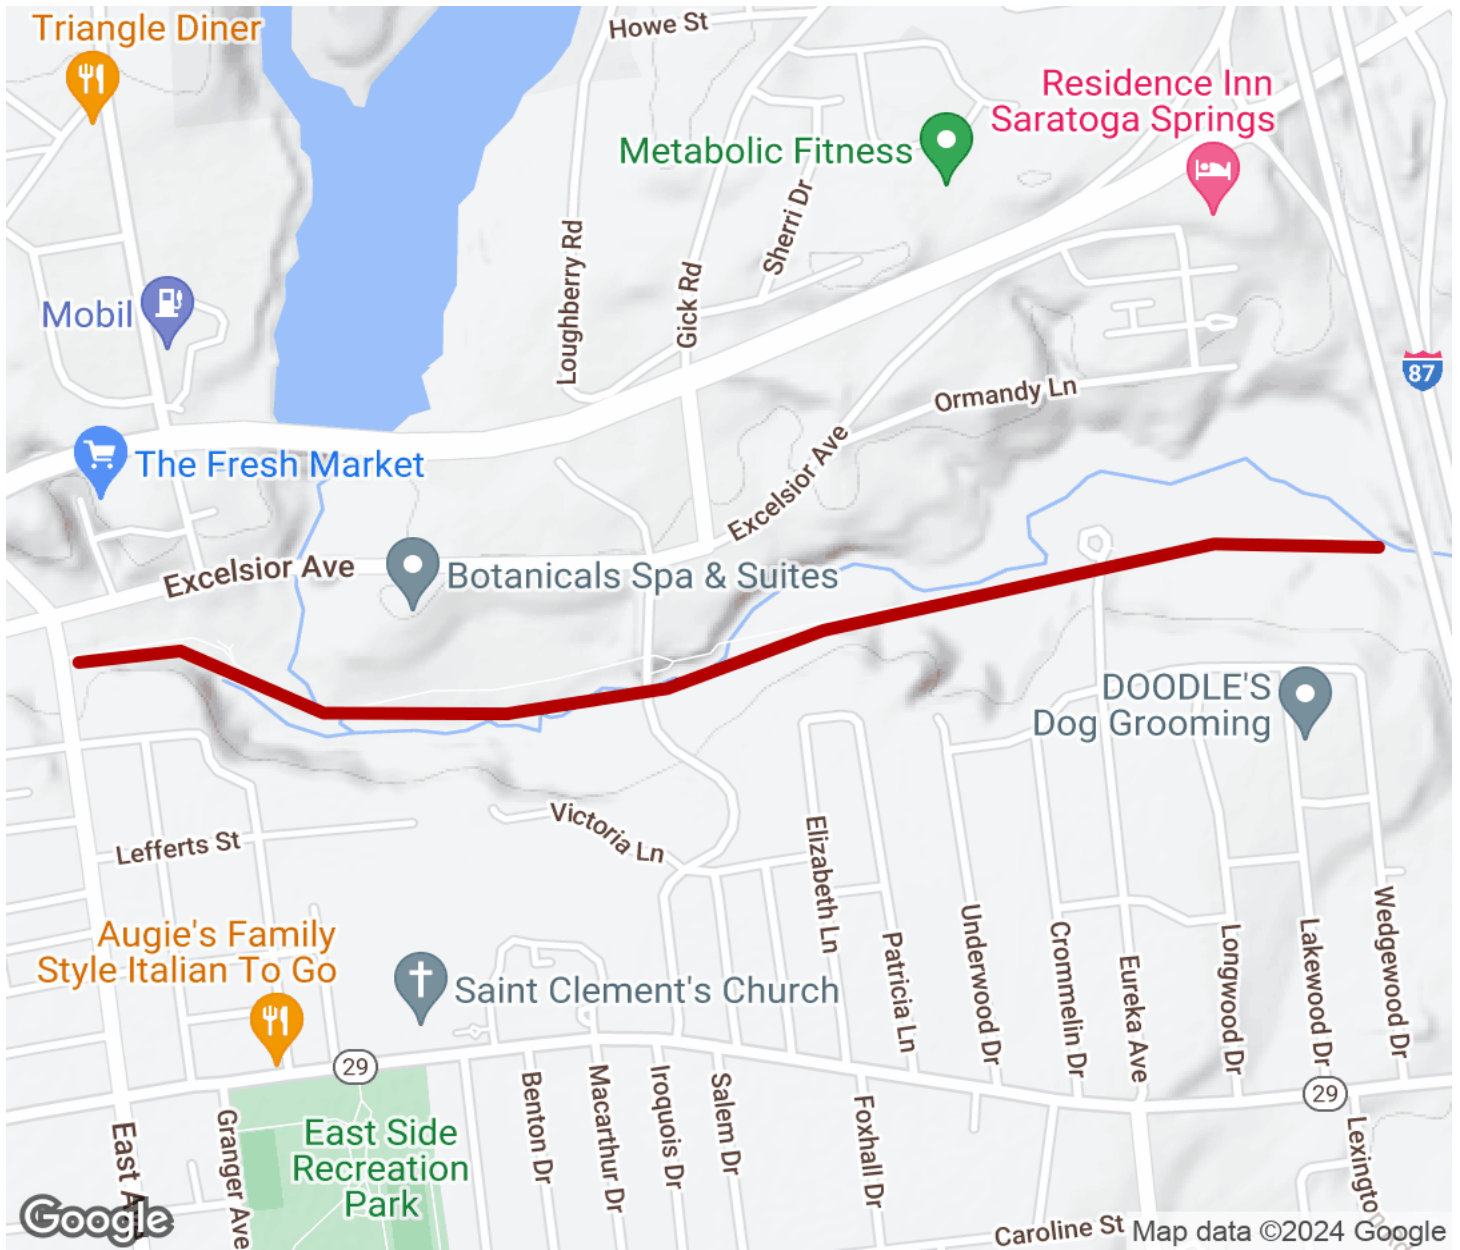 Triangle Diner
Howe St
Residence Inn
Saratoga Springs
Metabolic Fitness
Sherri Dr
Loughberry Rd
Gick Rd
Mobil
87
Ormandy Ln
The Fresh Market
Excelsior Ave
Excelsior Ave
Botanicals Spa & Suites
DOODLE'S
Dog Grooming
Victoria Ln
Lefferts St
Elizabeth Ln
Patricia Ln
Underwood Dr
Crommelin Dr
Eureka Ave
Longwood Dr
Lakewood Dr
Wedgewood Dr
Augie's Family
Style Italian To Go
Saint Clement's Church
29
29
Benton Dr
Macarthur Dr
Iroquois Dr
Salem Dr
Foxhall Dr
Lexington
East Side
Recreation
Park
Granger Ave
East
Caroline St
Google
Map data ©2024 Google